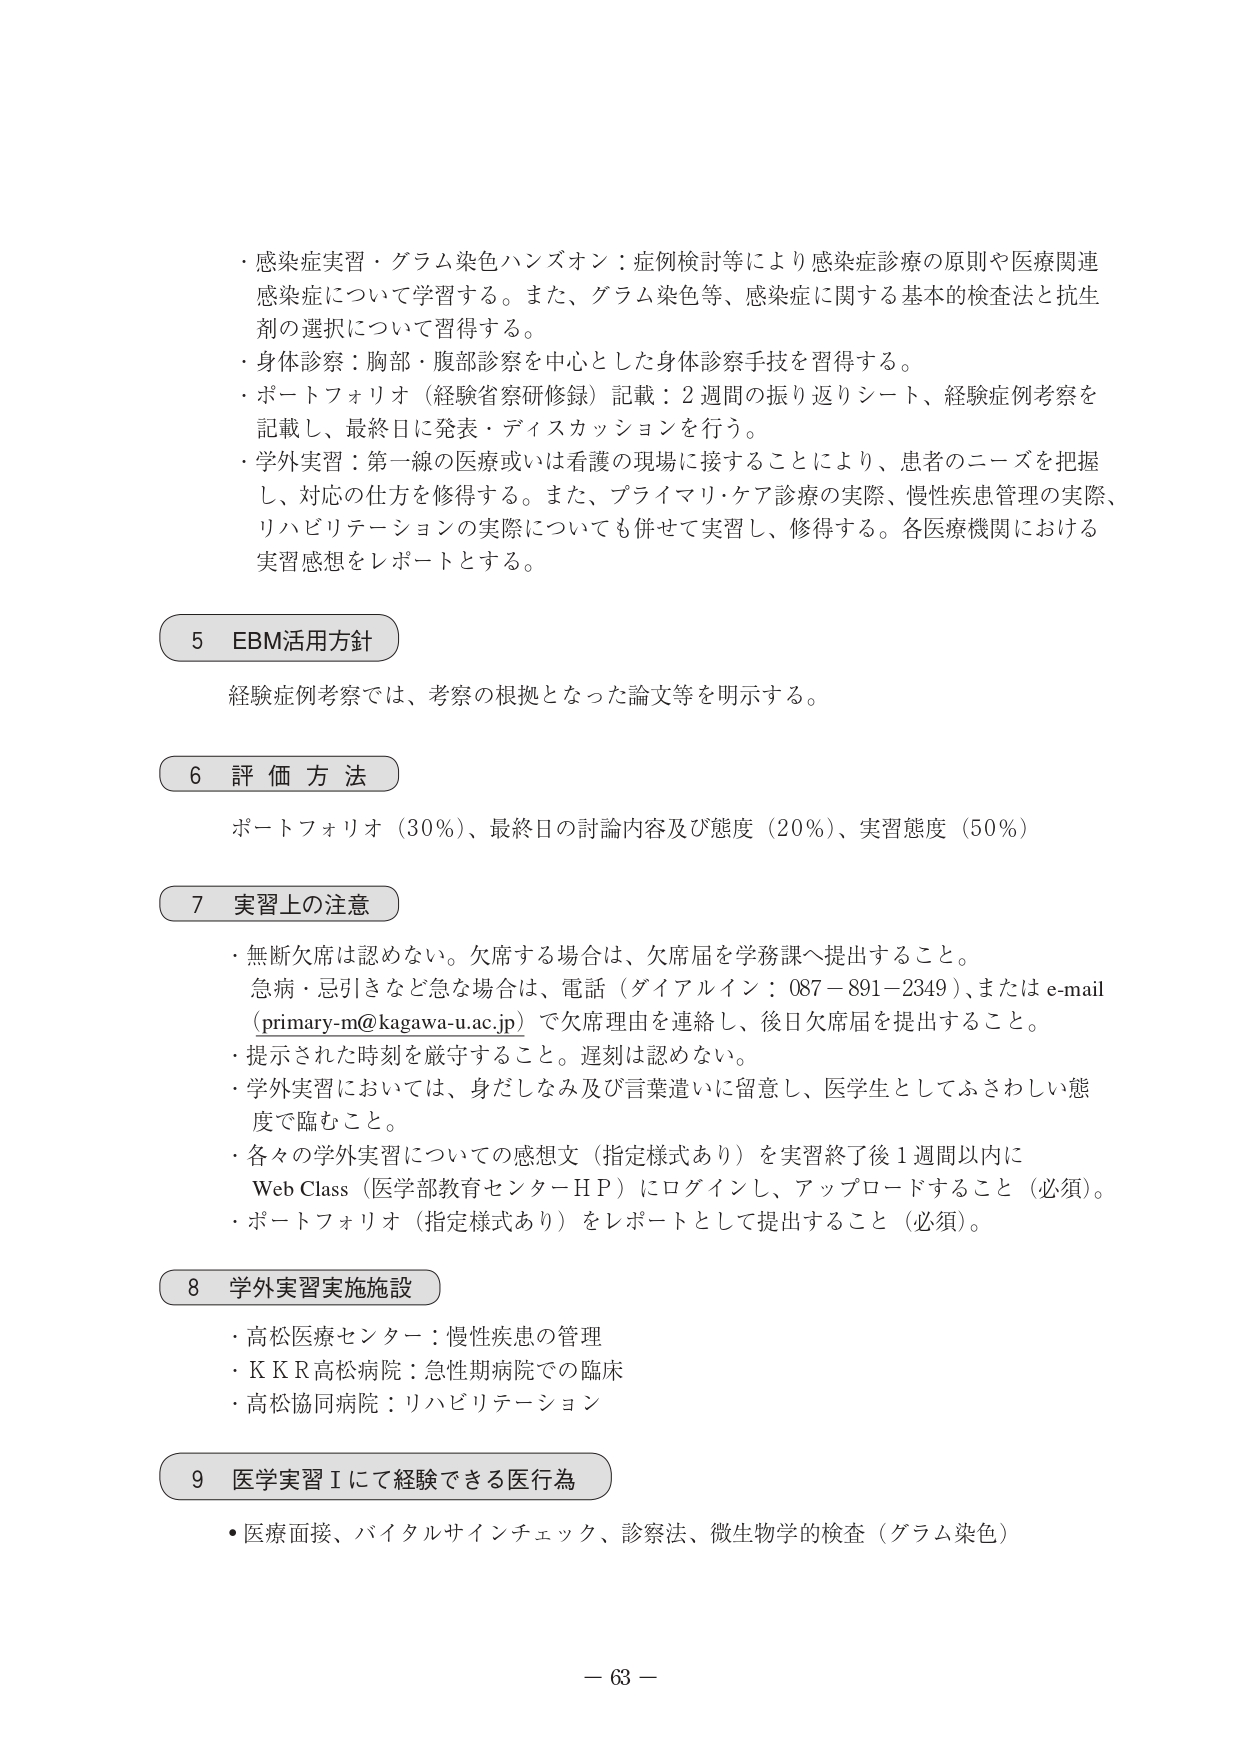 ・感染症実習・グラム染色ハンズオン：症例検討等により感染症診療の原則や医療関連
感染症について学習する。また、グラム染色等、感染症に関する基本的検査法と抗生
剤の選択について習得する。
・身体診察：胸部・腹部診察を中心とした身体診察手技を習得する。
・ポートフォリオ（経験省察研修録）記載：２週間の振り返りシート、経験症例考察を
記載し、最終日に発表・ディスカッションを行う。
・学外実習：第一線の医療或いは看護の現場に接することにより、患者のニーズを把握
し、対応の仕方を修得する。また、プライマリ・ケア診療の実際、慢性疾患管理の実際、
リハビリテーションの実際についても併せて実習し、修得する。各医療機関における
実習感想をレポートとする。
５　EBM活用方針
経験症例考察では、考察の根拠となった論文等を明示する。
６　評 価 方 法
ポートフォリオ（30％）、最終日の討論内容及び態度（20％）、実習態度（50％）
７　実習上の注意
・無断欠席は認めない。欠席する場合は、欠席届を学務課へ提出すること。
急病・忌引きなど急な場合は、電話（ダイアルイン：087－891－2349）、または e-mail
（primary-m@kagawa-u.ac.jp）で欠席理由を連絡し、後日欠席届を提出すること。
・提示された時刻を厳守すること。遅刻は認めない。
・学外実習においては、身だしなみ及び言葉遣いに留意し、医学生としてふさわしい態
度で臨むこと。
・各々の学外実習についての感想文（指定様式あり）を実習終了後１週間以内に
Web Class（医学部教育センターＨＰ）にログインし、アップロードすること（必須）。
・ポートフォリオ（指定様式あり）をレポートとして提出すること（必須）。
８　学外実習実施施設
・高松医療センター：慢性疾患の管理
・ＫＫＲ高松病院：急性期病院での臨床
・高松協同病院：リハビリテーション
９　医学実習Ⅰにて経験できる医行為
•医療面接、バイタルサインチェック、診察法、微生物学的検査（グラム染色）
－ 63 －